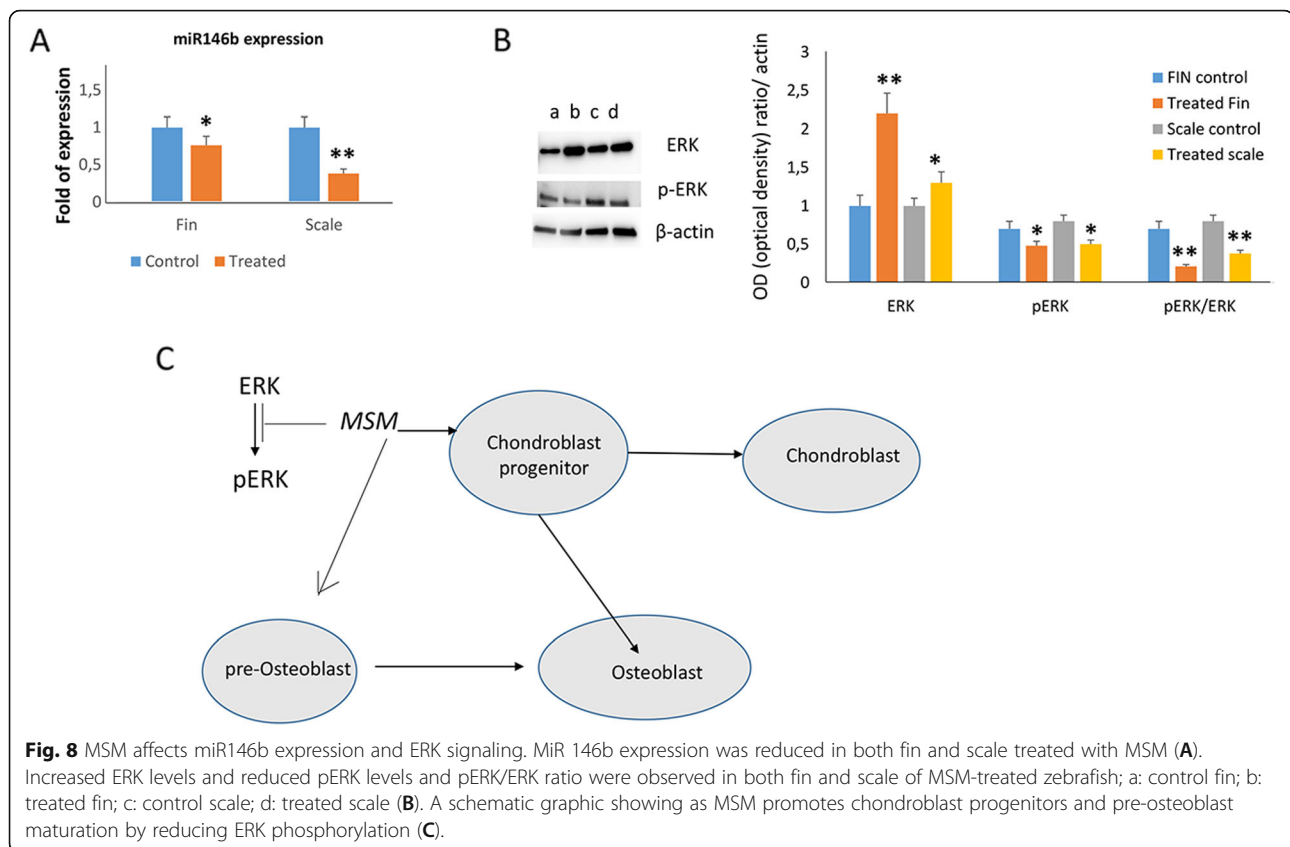 A
miR146b expression
Fold of expression
1,5
1
0,5
0
*
**
Fin
Scale
Control
Treated
B
a b c d
ERK
p-ERK
β-actin
OD (optical density) ratio/ actin
3
2,5
2
1,5
1
0,5
0
**
*
*
*
**
**
FIN control
Treated Fin
Scale control
Treated scale
ERK
pERK
pERK/ERK
C
ERK
MSM
pERK
Chondroblast
progenitor
Chondroblast
pre-Osteoblast
Osteoblast
Fig. 8 MSM affects miR146b expression and ERK signaling. MiR 146b expression was reduced in both fin and scale treated with MSM (A).
Increased ERK levels and reduced pERK levels and pERK/ERK ratio were observed in both fin and scale of MSM-treated zebrafish; a: control fin; b:
treated fin; c: control scale; d: treated scale (B). A schematic graphic showing as MSM promotes chondroblast progenitors and pre-osteoblast
maturation by reducing ERK phosphorylation (C).